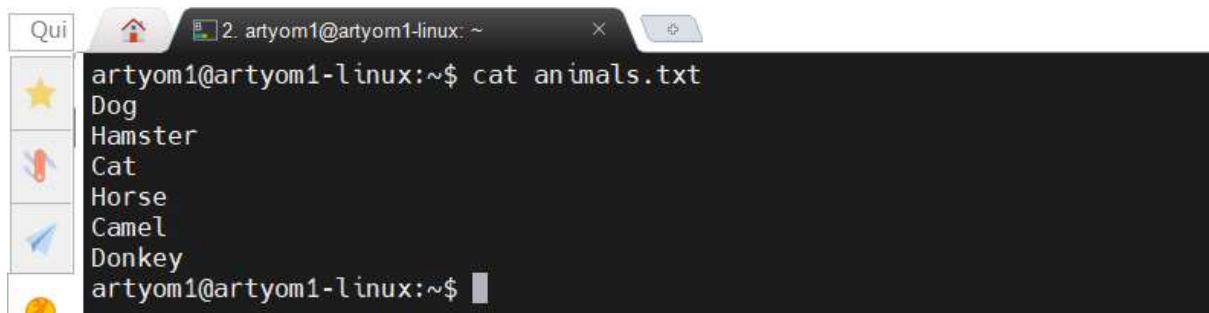 Qui
2. artyom1@artyom1-linux: ~
artyom1@artyom1-linux:~$ cat animals.txt
Dog
Hamster
Cat
Horse
Camel
Donkey
artyom1@artyom1-linux:~$